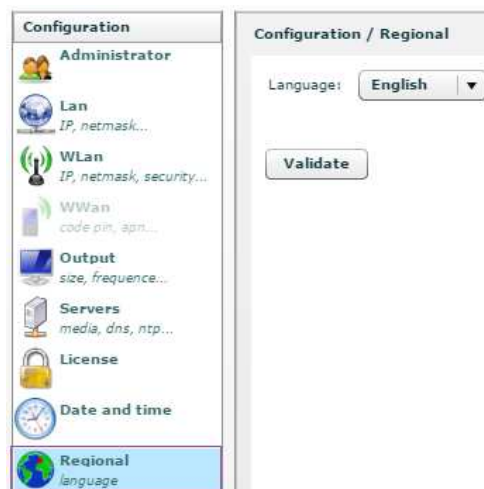 Configuration
Administrator
Lan
IP, netmask...
WLan
IP, netmask, security...
WWan
code pin, apn...
Output
size, frequence...
Servers
media, dns, ntp...
License
Date and time
Regional
language
Configuration / Regional
Language: English
Validate